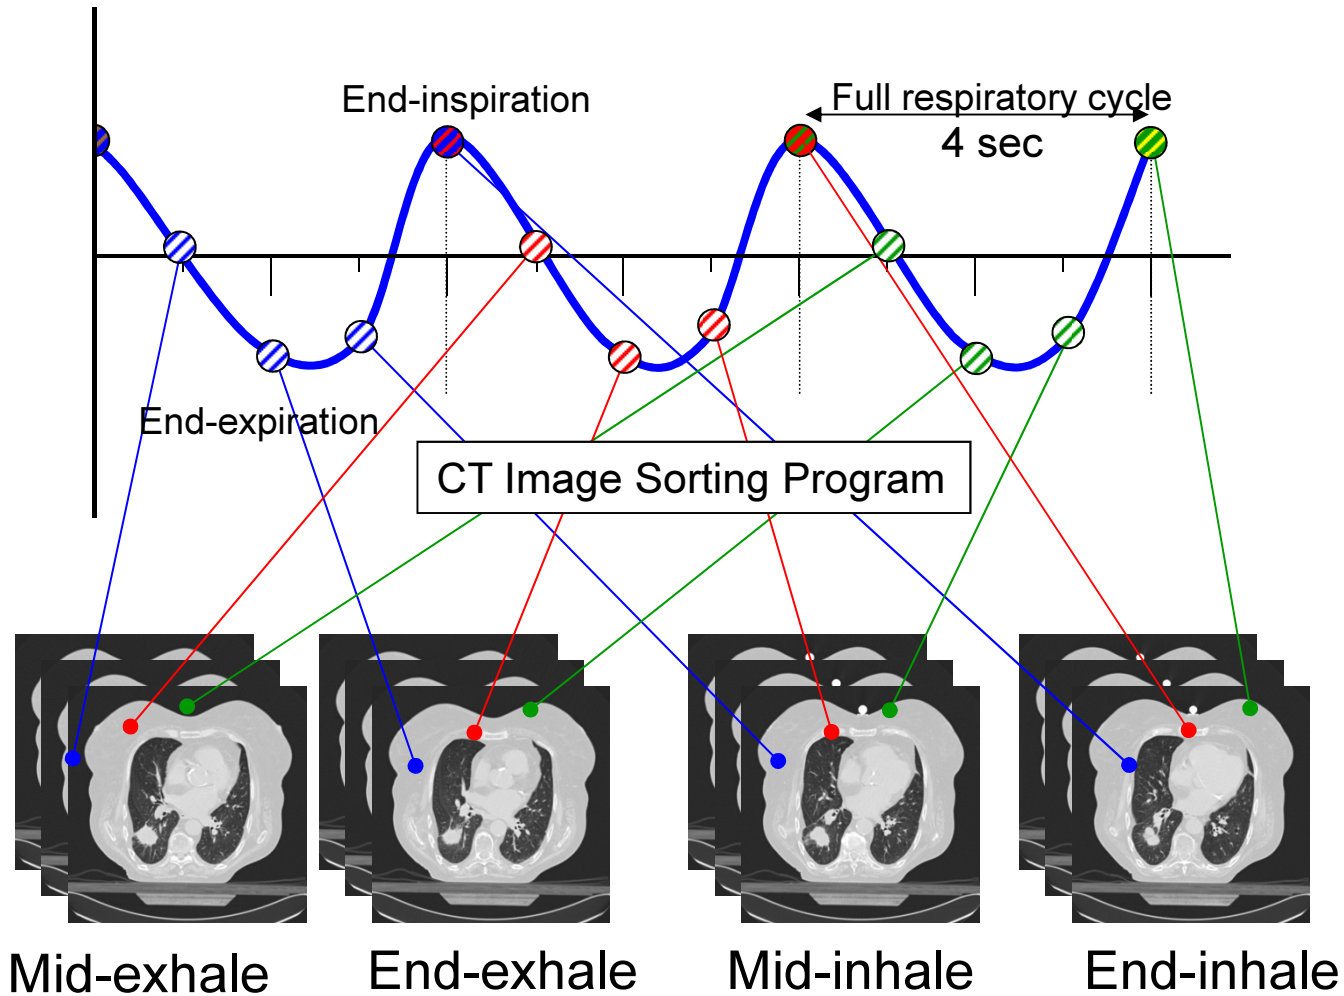 End-inspiration
Full respiratory cycle
4 sec
End-expiration
CT Image Sorting Program
Mid-exhale
End-exhale
Mid-inhale
End-inhale